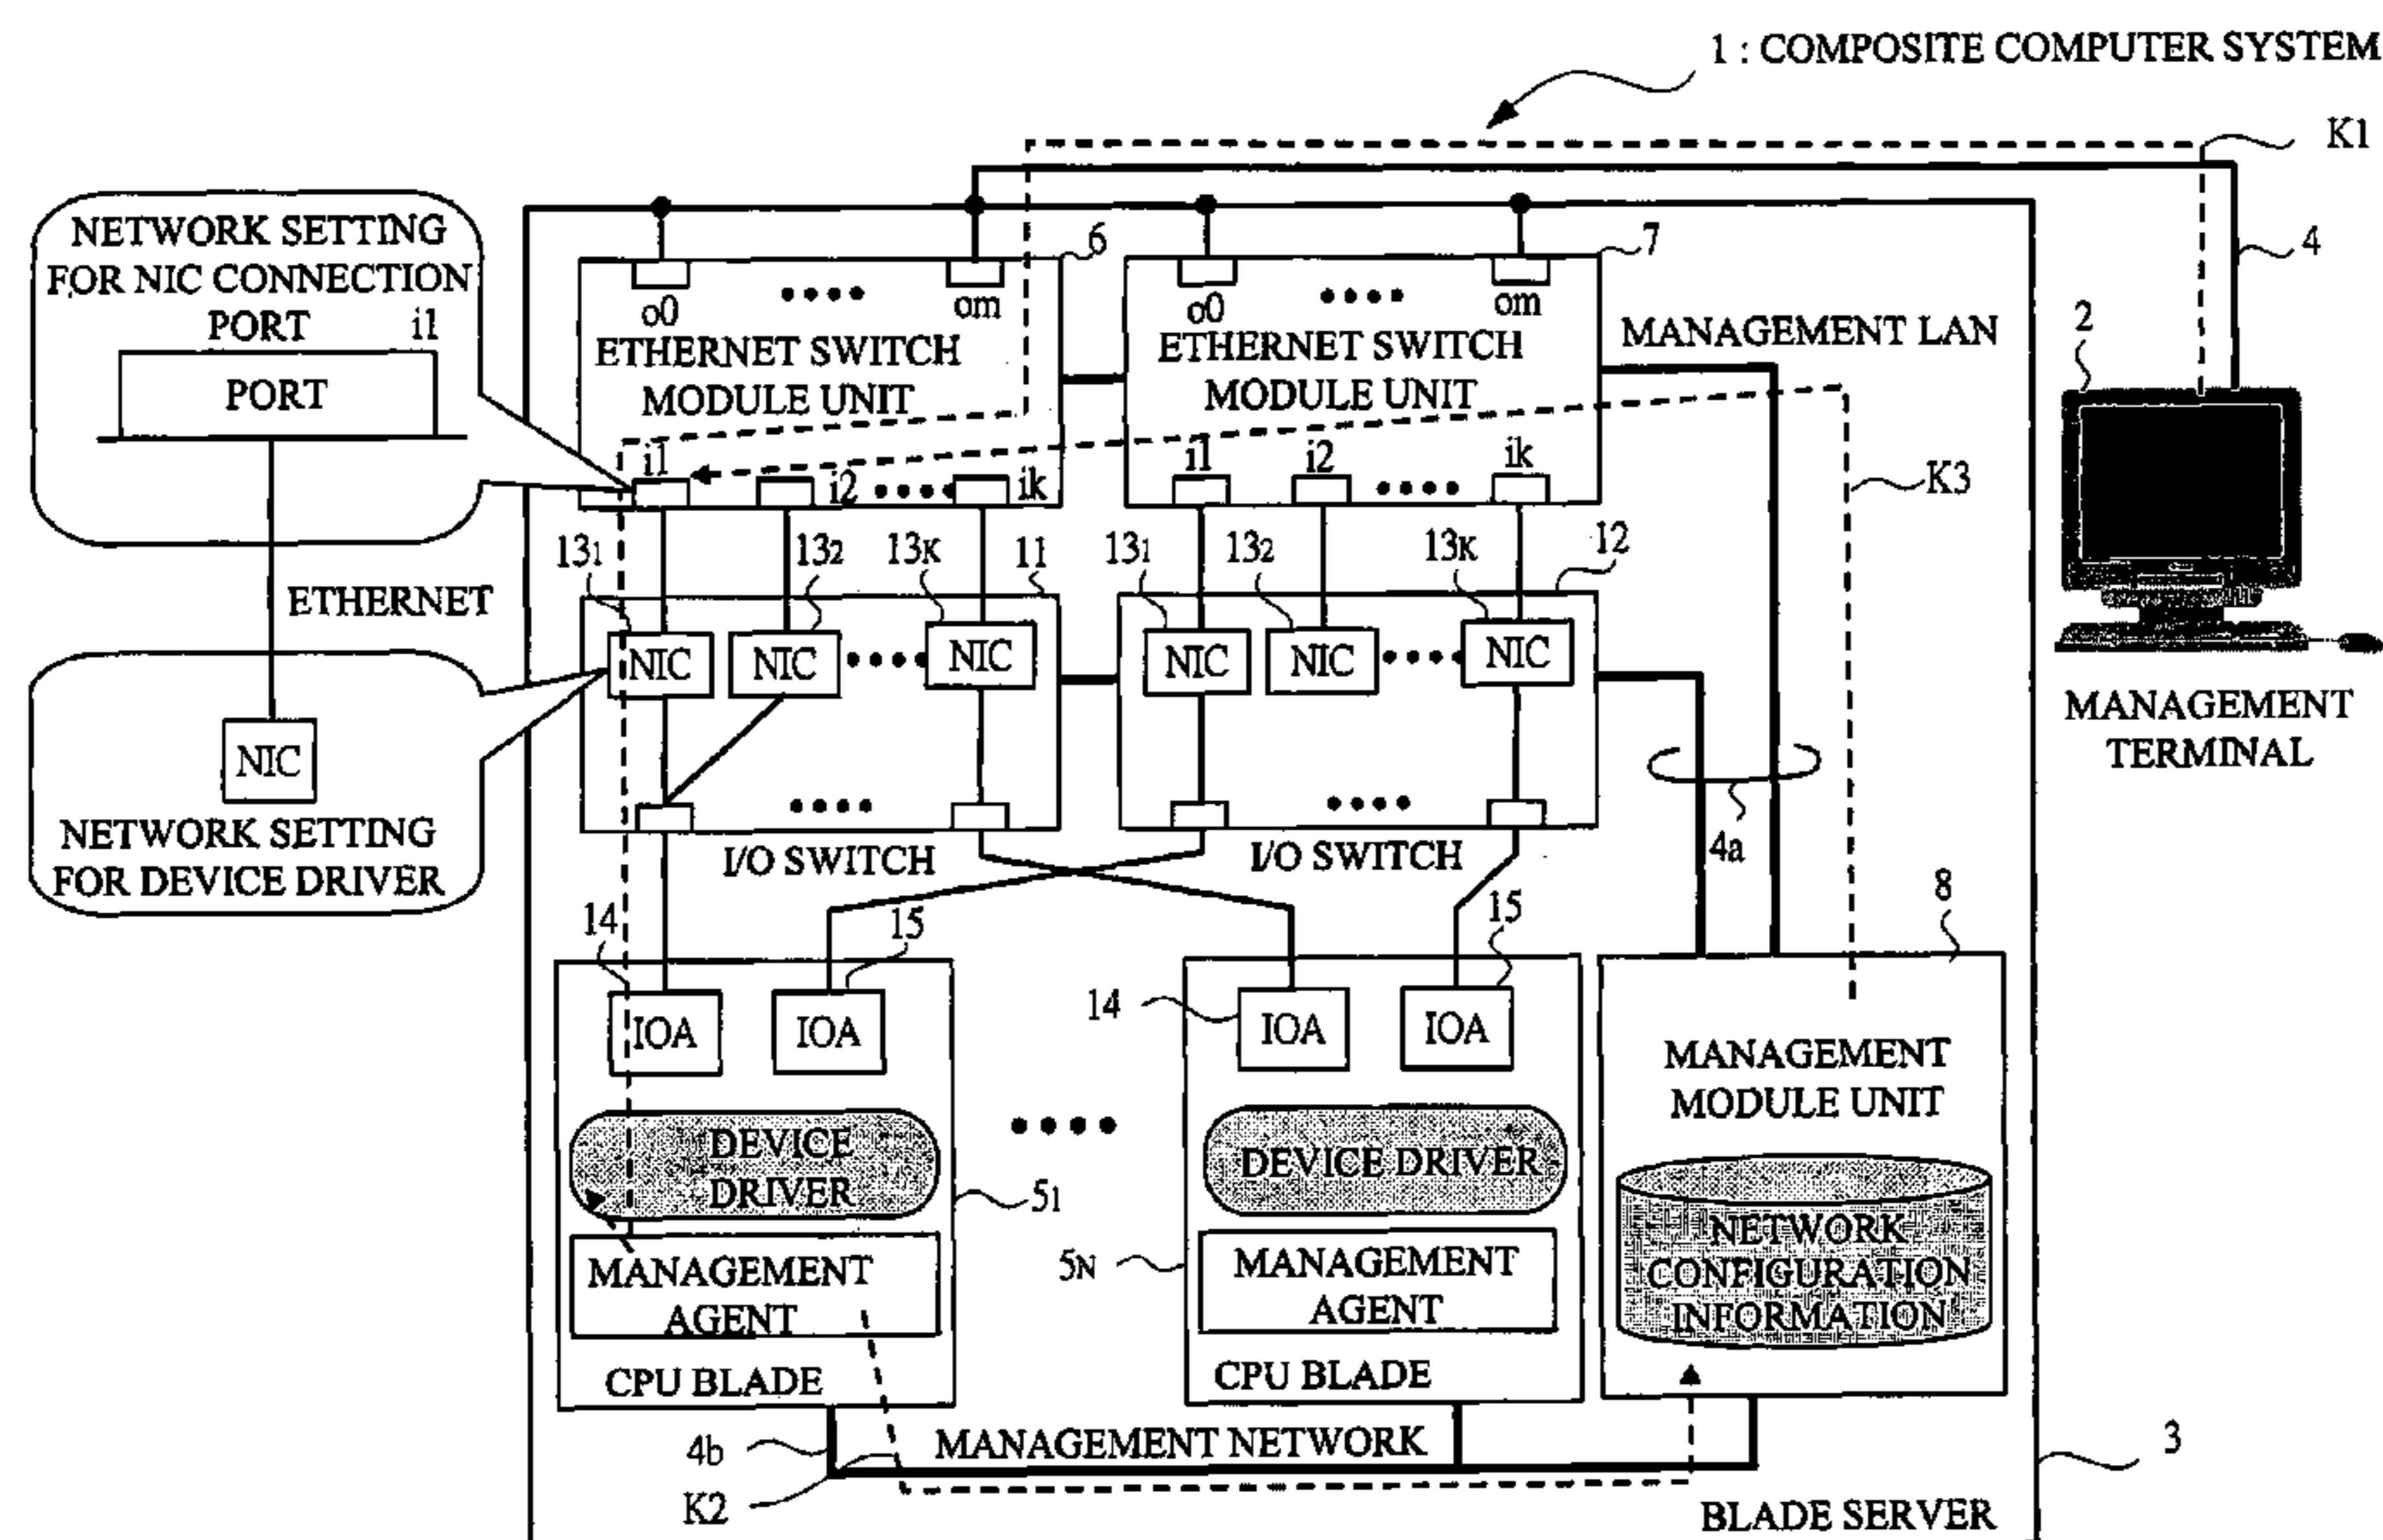 1 : COMPOSITE COMPUTER SYSTEM
K1
NETWORK SETTING
FOR NIC CONNECTION
PORT
i1
PORT
6
7
4
o0
om
o0
om
ETHERNET SWITCH
MODULE UNIT
ETHERNET SWITCH
MODULE UNIT
MANAGEMENT LAN
2
i1
i2
ik
i1
i2
ik
K3
131
132
13K
11
131
132
13K
12
ETHERNET
NIC
NIC
NIC
NIC
NIC
NIC
MANAGEMENT
TERMINAL
NIC
NETWORK SETTING
FOR DEVICE DRIVER
I/O SWITCH
I/O SWITCH
4a
14
15
15
8
14
IOA
IOA
IOA
IOA
MANAGEMENT
MODULE UNIT
DEVICE
DRIVER
DEVICE DRIVER
51
NETWORK
CONFIGURATION
INFORMATION
MANAGEMENT
AGENT
5N
MANAGEMENT
AGENT
CPU BLADE
CPU BLADE
4b
MANAGEMENT NETWORK
3
K2
BLADE SERVER